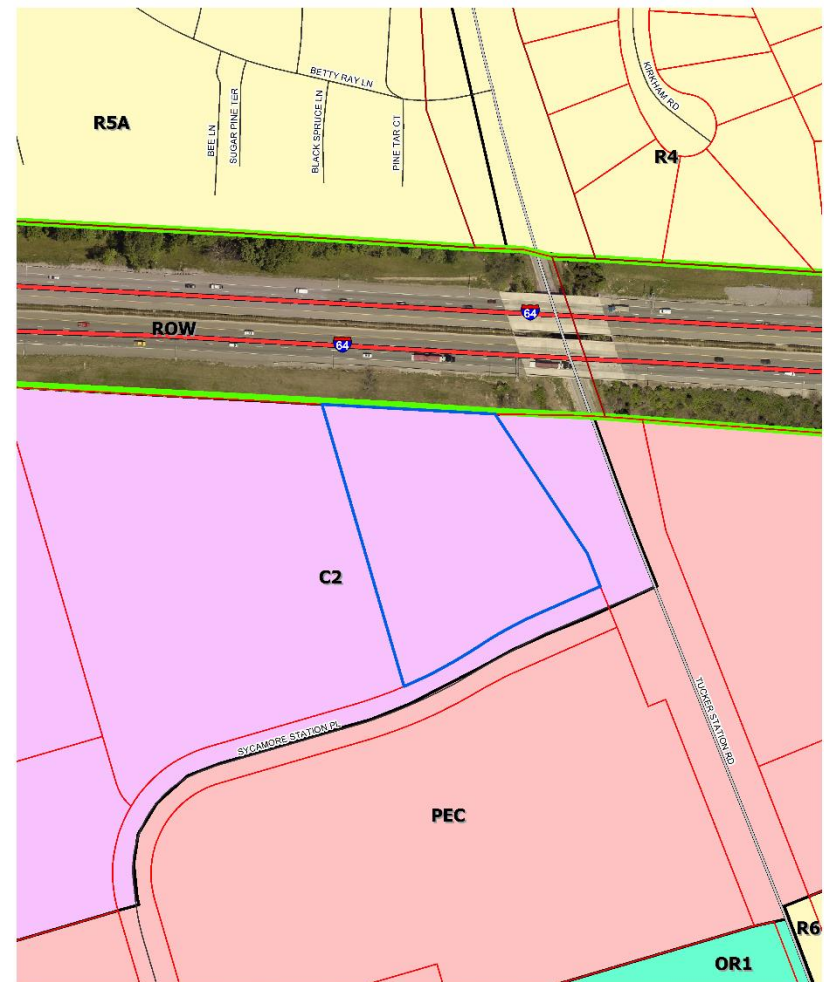 BETTY RAY LN
KIRKHAM RD
R5A
BEE LN
SUGAR PINE TER
BLACK SPRUCE LN
PINE TAR CT
R4
64
ROW
64
C2
TUCKER STATION RD
SYCAMORE STATION PL
PEC
R6
OR1